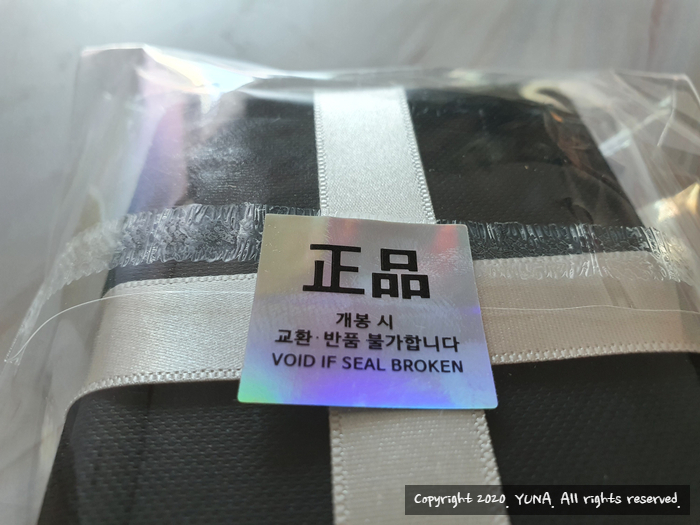 正品
개봉 시
교환·반품 불가합니다
VOID IF SEAL BROKEN
Copyright 2020. YUNA. All rights reserved.